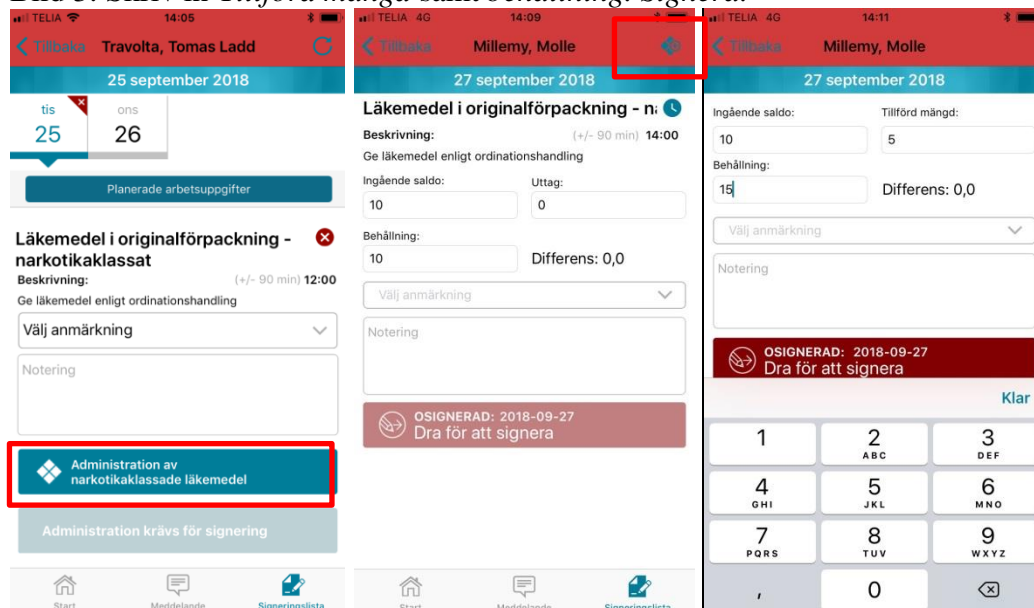 Bild 3: Skriv in Tillförd mängd samt behållning. Signera.
TELIA 14:05
Tillbaka Travolta, Tomas Ladd
25 september 2018
tis ons
25 26
Planerade arbetsuppgifter
Läkemedel i originalförpackning -
narkotikaklassat
Beskrivning: (+/- 90 min) 12:00
Ge läkemedel enligt ordinationshandling
Välj anmärkning
Notering
Administration av
narkotikaklassade läkemedel
Administration krävs för signering
Start Meddelande Signeringslista
TELIA 4G 14:09
Tillbaka Millemy, Molle
27 september 2018
Läkemedel i originalförpackning -
Beskrivning: (+/- 90 min) 14:00
Ge läkemedel enligt ordinationshandling
Ingående saldo: Uttag:
10 0
Behållning:
10 Differens: 0,0
Välj anmärkning
Notering
OSIGNERAD: 2018-09-27
Dra för att signera
Start Meddelande Signeringslista
TELIA 4G 14:11
Tillbaka Millemy, Molle
27 september 2018
Ingående saldo: Tillförd mängd:
10 5
Behållning:
15 Differens: 0,0
Välj anmärkning
Notering
OSIGNERAD: 2018-09-27
Dra för att signera
Klar
1 2 3
ABC DEF
4 5 6
GHI JKL MNO
7 8 9
PQRS TUV WXYZ
, 0